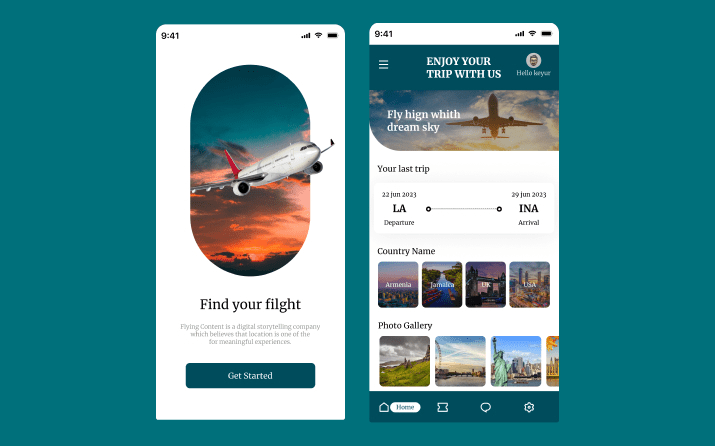 9:41
Find your filght
Flying Content is a digital storytelling company
which believes that location is one of the
for meaningful experiences.
Get Started
9:41
ENJOY YOUR
TRIP WITH US
Hello keyur
Fly hign whith
dream sky
Your last trip
22 jun 2023
29 jun 2023
LA
INA
Departure
Arrival
Country Name
Armenia
Jamaica
UK
USA
Photo Gallery
Home